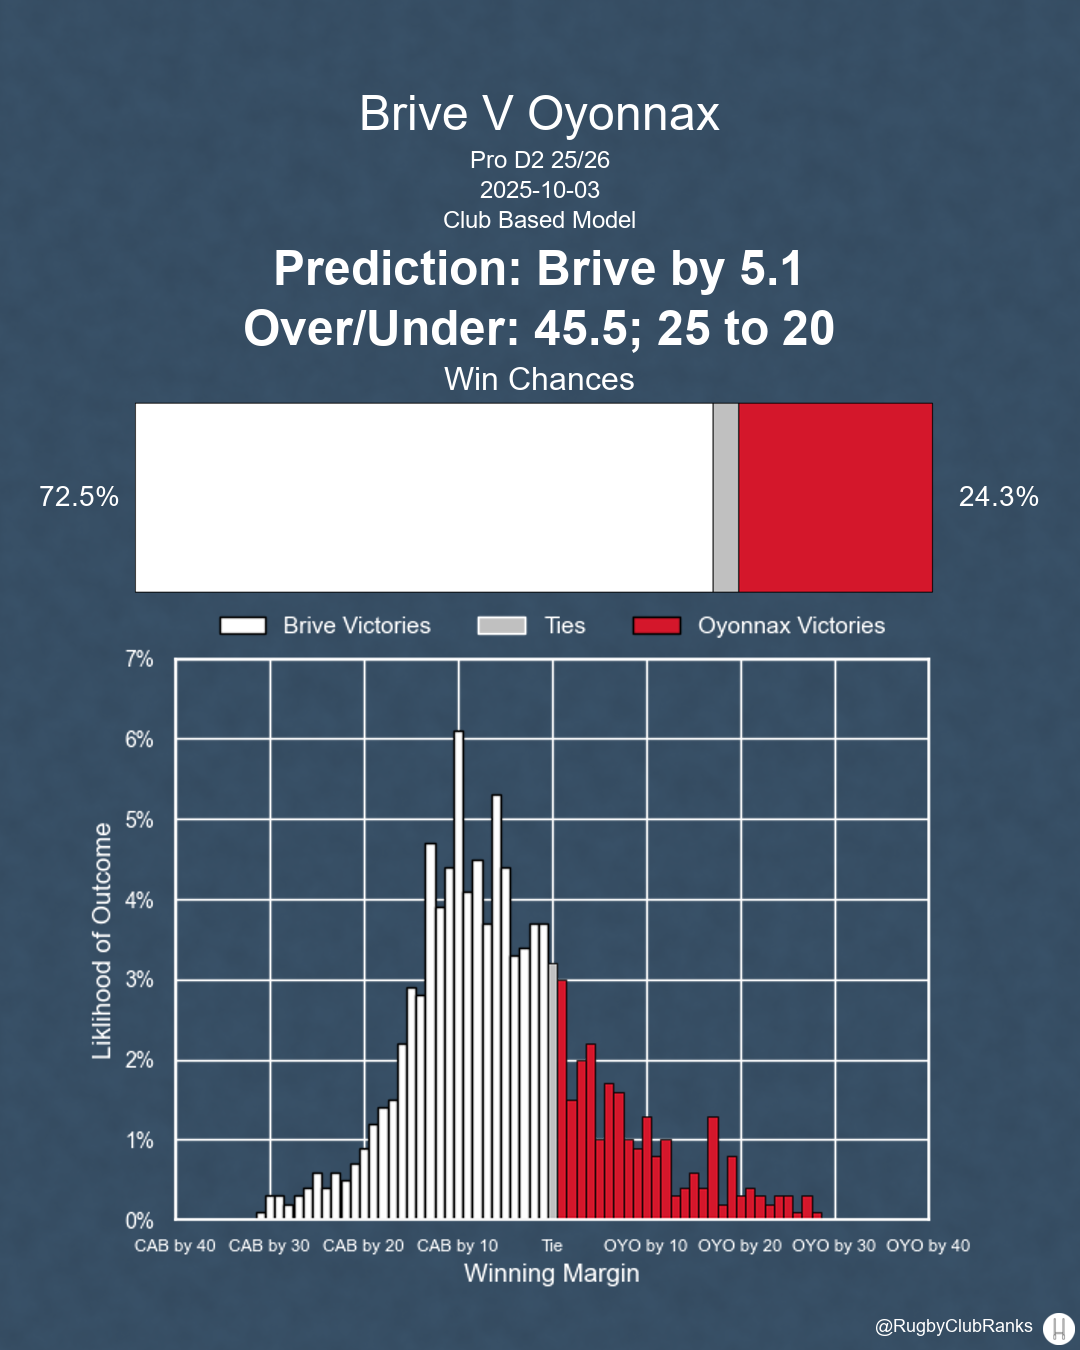 Brive V Oyonnax
Pro D2 25/26
2025-10-03
Club Based Model
Prediction: Brive by 5.1
Over/Under: 45.5; 25 to 20
Win Chances
72.5%
24.3%
Brive Victories
Ties
Oyonnax Victories
7%
6%
5%
4%
3%
2%
1%
0%
Liklihood of Outcome
CAB by 40
CAB by 30
CAB by 20
CAB by 10
Tie
OYO by 10
OYO by 20
OYO by 30
OYO by 40
Winning Margin
@RugbyClubRanks